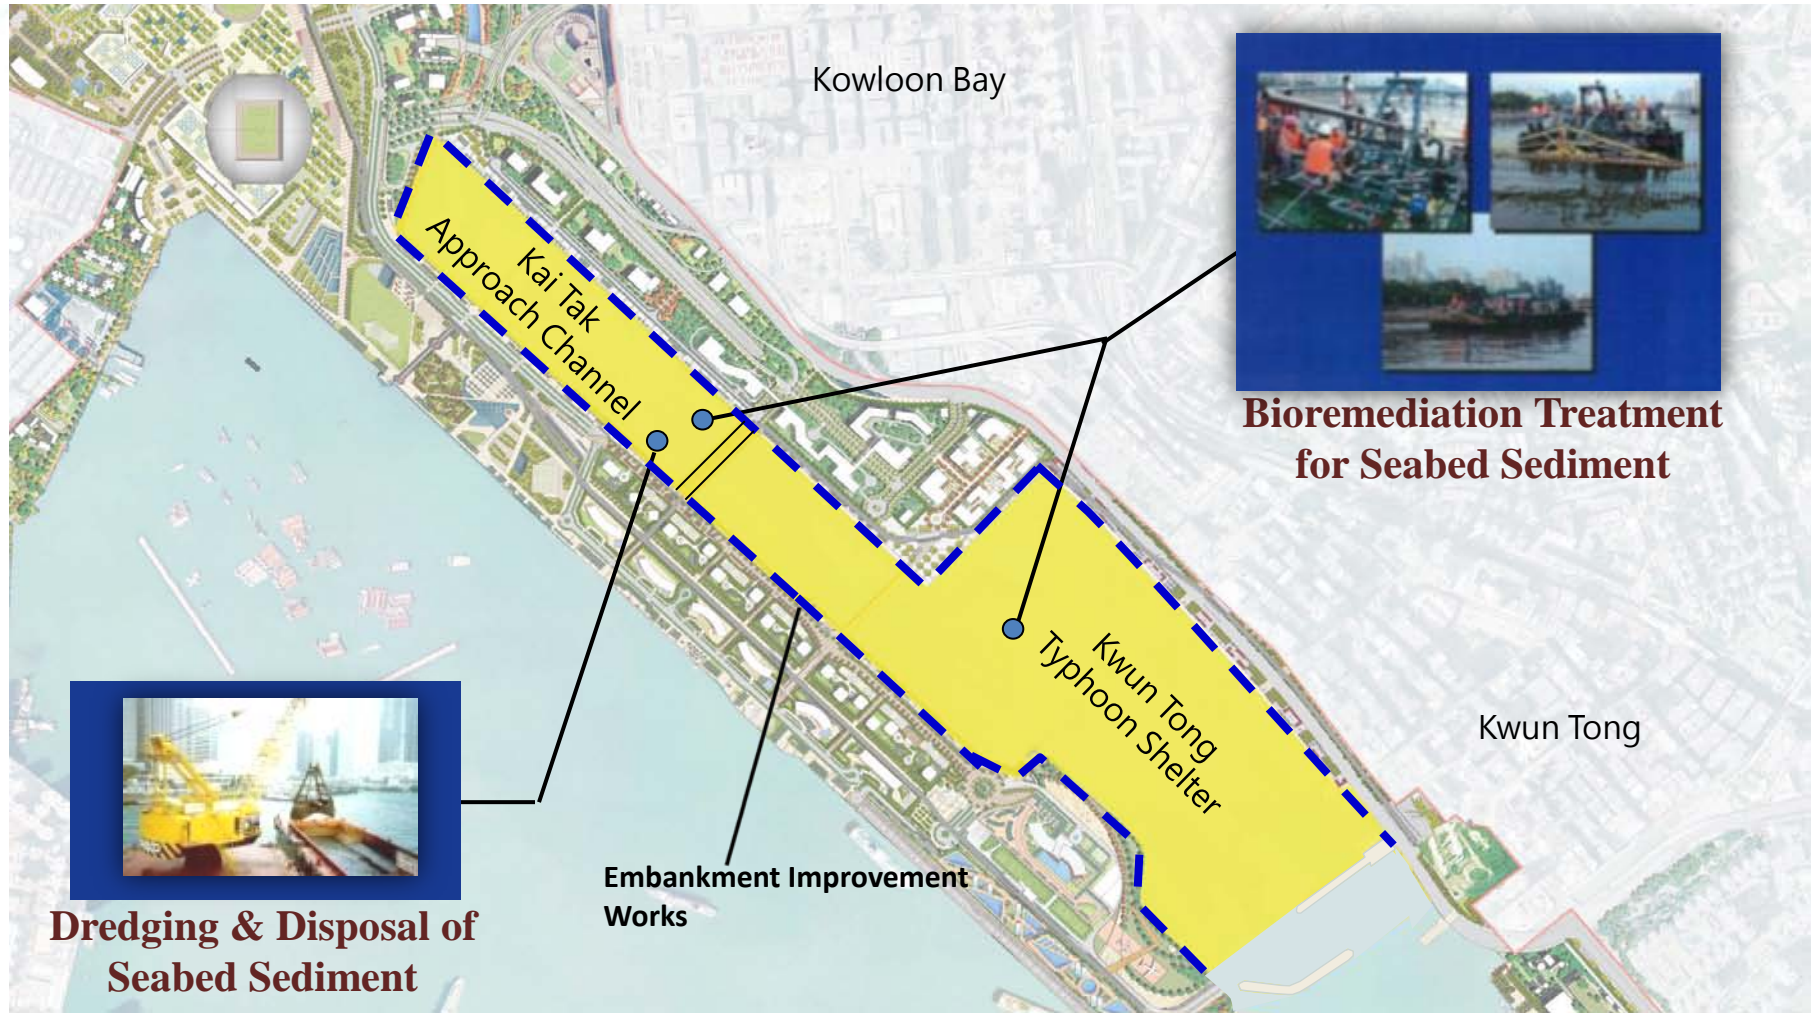 Kowloon Bay
Bioremediation Treatment
for Seabed Sediment
Kai Tak
Approach Channel
Kwun Tong
Typhoon Shelter
Kwun Tong
Embankment Improvement
Works
Dredging & Disposal of
Seabed Sediment